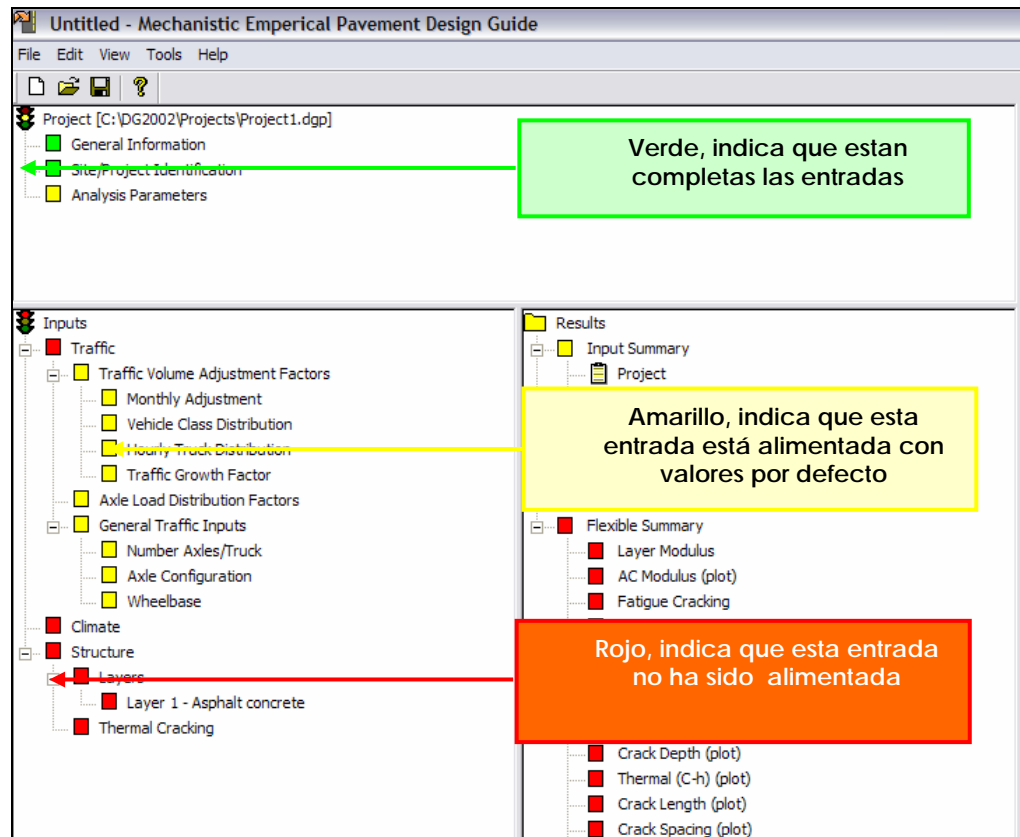 Untitled - Mechanistic Emperical Pavement Design Guide
File Edit View Tools Help
Project [C:\DG2002\Projects\Project1.dgp]
General Information
Site/Project Identification
Analysis Parameters
Verde, indica que estan
completas las entradas
Inputs
Traffic
Traffic Volume Adjustment Factors
Monthly Adjustment
Vehicle Class Distribution
Hourly Truck Distribution
Traffic Growth Factor
Axle Load Distribution Factors
General Traffic Inputs
Number Axles/Truck
Axle Configuration
Wheelbase
Climate
Structure
Layers
Layer 1 - Asphalt concrete
Thermal Cracking
Results
Input Summary
Project
Amarillo, indica que esta
entrada está alimentada con
valores por defecto
Flexible Summary
Layer Modulus
AC Modulus (plot)
Fatigue Cracking
Rojo, indica que esta entrada
no ha sido alimentada
Crack Depth (plot)
Thermal (C-h) (plot)
Crack Length (plot)
Crack Spacing (plot)